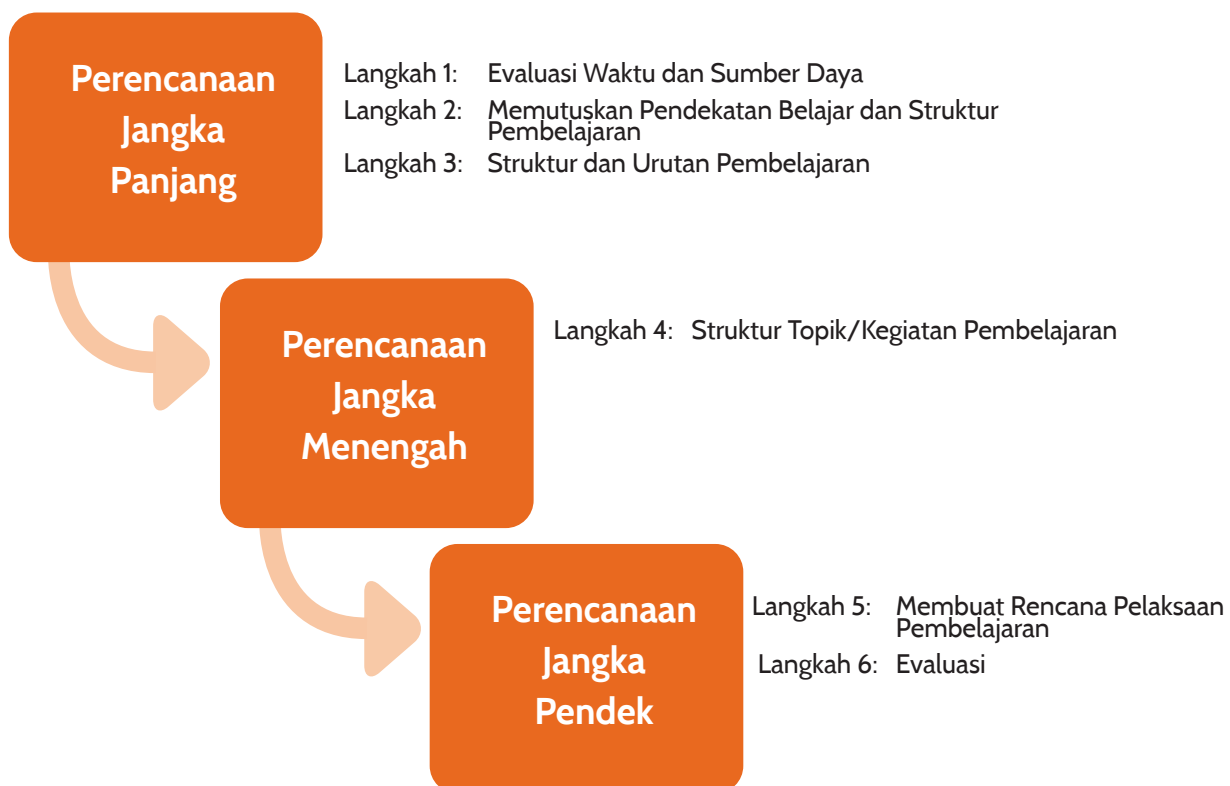 Perencanaan
Jangka
Panjang
Langkah 1: Evaluasi Waktu dan Sumber Daya
Langkah 2: Memutuskan Pendekatan Belajar dan Struktur
Pembelajaran
Langkah 3: Struktur dan Urutan Pembelajaran
Perencanaan
Jangka
Menengah
Langkah 4: Struktur Topik/Kegiatan Pembelajaran
Perencanaan
Jangka
Pendek
Langkah 5: Membuat Rencana Pelaksaan
Pembelajaran
Langkah 6: Evaluasi